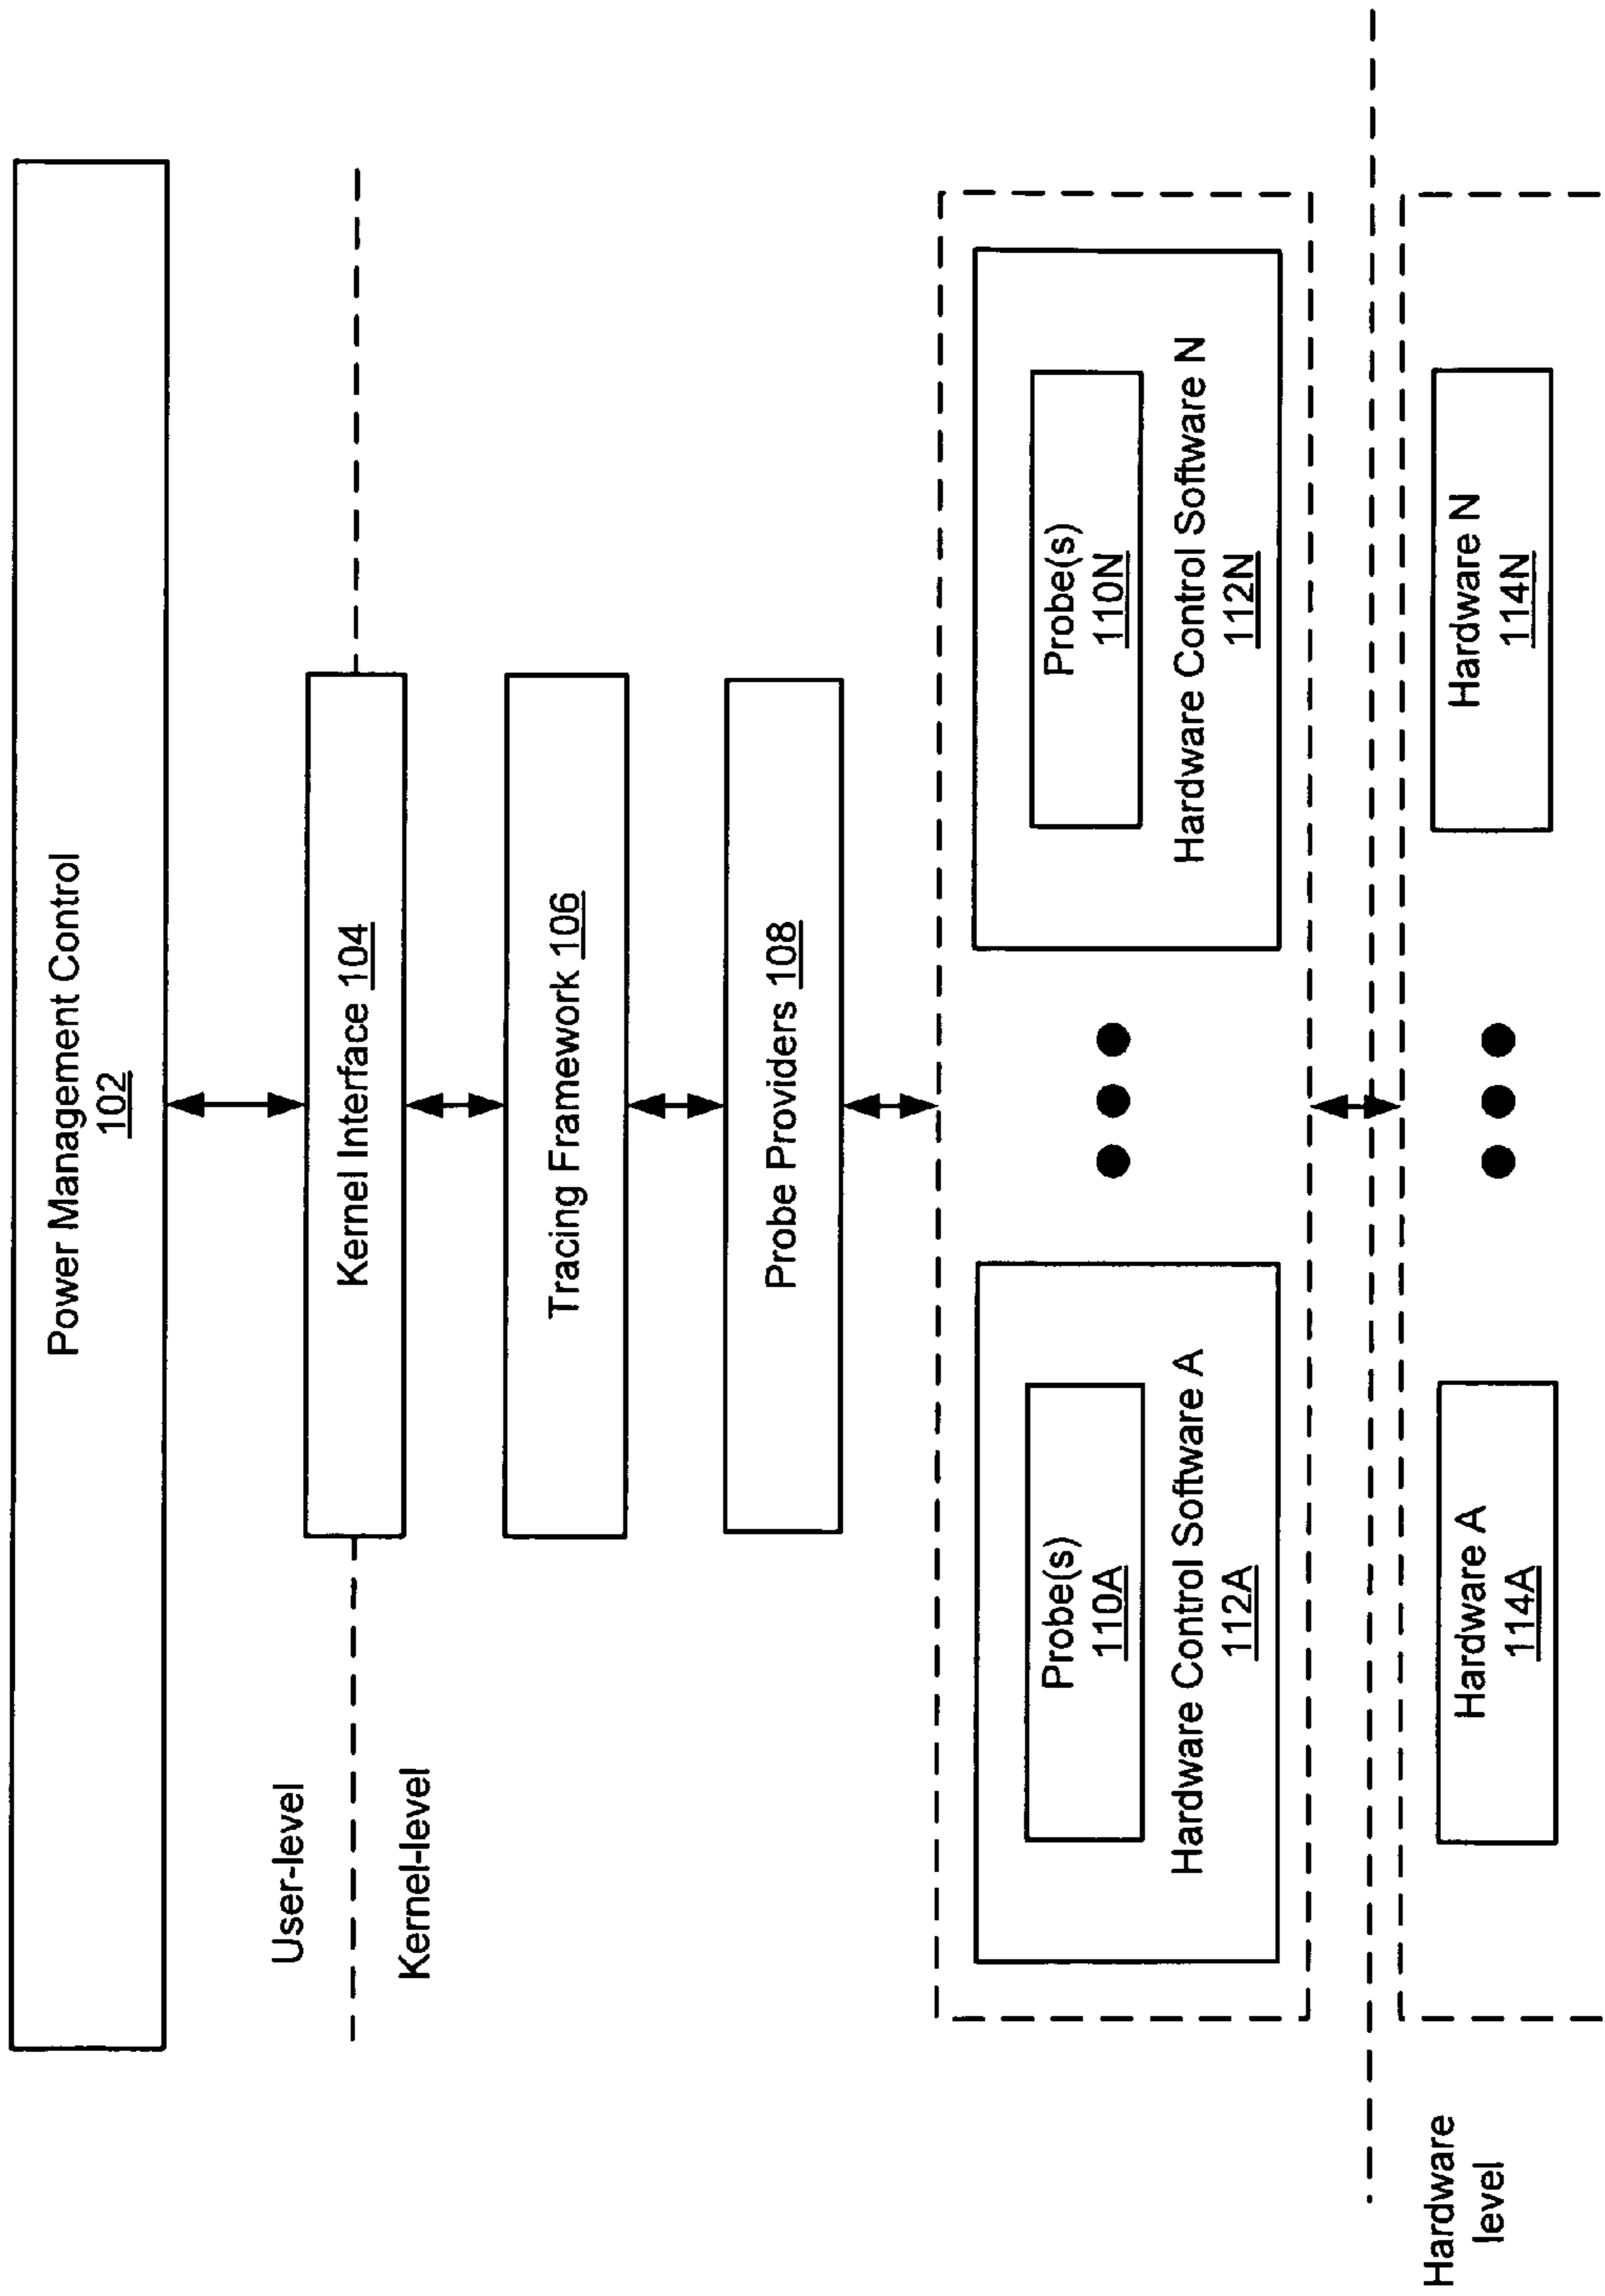 Power Management Control
102
User-level
Kernel Interface 104
Kernel-level
Tracing Framework 106
Probe Providers 108
Probe(s)
110A
Hardware Control Software A
112A
Probe(s)
110N
Hardware Control Software N
112N
Hardware
level
Hardware A
114A
Hardware N
114N